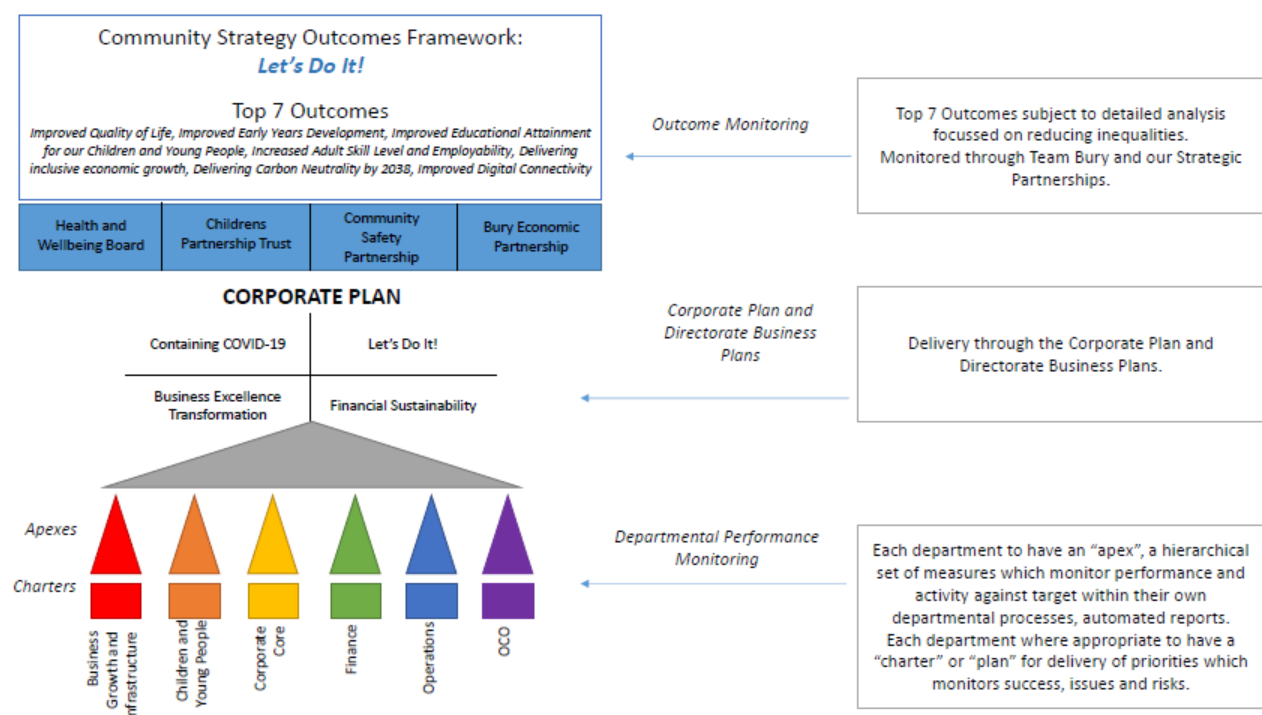 Community Strategy Outcomes Framework:
Let's Do It!
Top 7 Outcomes
Improved Quality of Life, Improved Early Years Development, Improved Educational Attainment
for our Children and Young People, Increased Adult Skill Level and Employability, Delivering
inclusive economic growth, Delivering Carbon Neutrality by 2038, Improved Digital Connectivity
Health and
Wellbeing Board
Childrens
Partnership Trust
Community
Safety
Partnership
Bury Economic
Partnership
Outcome Monitoring
Top 7 Outcomes subject to detailed analysis
focussed on reducing inequalities.
Monitored through Team Bury and our Strategic
Partnerships.
CORPORATE PLAN
Containing COVID-19
Let's Do It!
Business Excellence
Transformation
Financial Sustainability
Corporate Plan and
Directorate Business
Plans
Delivery through the Corporate Plan and
Directorate Business Plans.
Apexes
Charters
Business
Growth and
nfrastructure
Children and
Young People
Corporate
Core
Finance
Operations
OCO
Departmental Performance
Monitoring
Each department to have an "apex", a hierarchical
set of measures which monitor performance and
activity against target within their own
departmental processes, automated reports.
Each department where appropriate to have a
"charter" or "plan" for delivery of priorities which
monitors success, issues and risks.